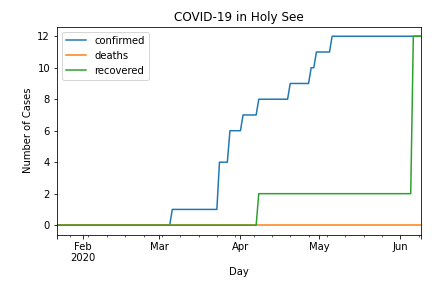 COVID-19 in Holy See
confirmed
deaths
recovered
Number of Cases
12
10
8
6
4
2
0
Feb
2020
Mar
Apr
May
Jun
Day